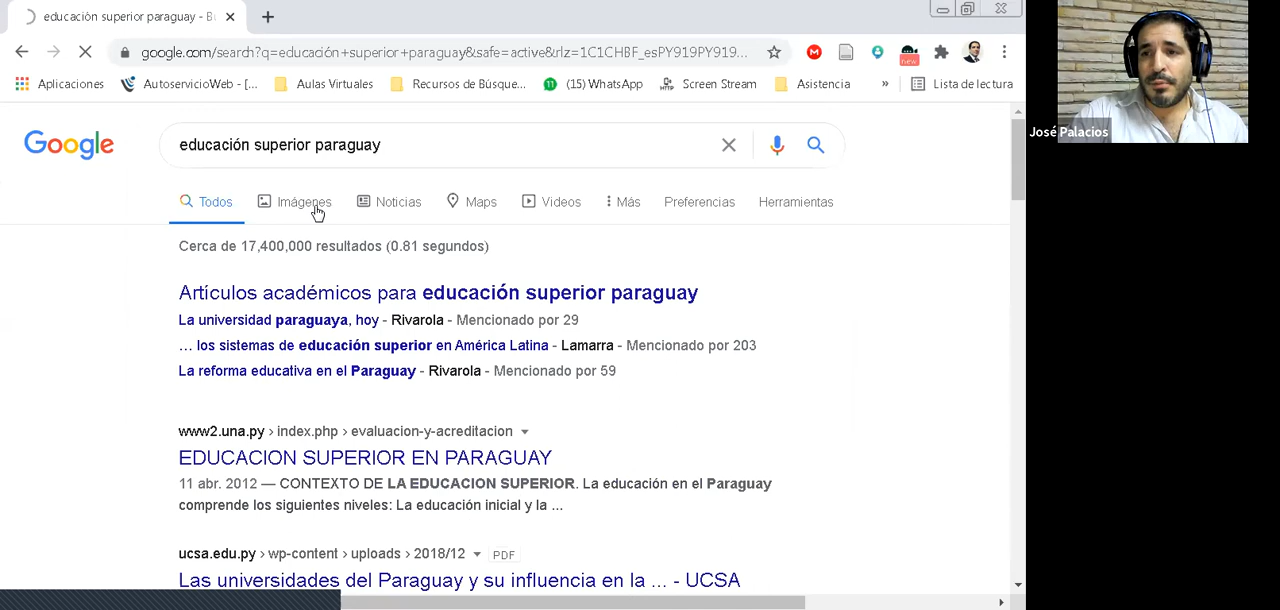 educación superior paraguay - Bu
google.com/search?q=educación+superior+paraguay&safe=active&rlz=1C1CHBF_esPY919PY919...
new
Aplicaciones
AutoservicioWeb - [...
Aulas Virtuales
Recursos de Búsque...
(15) WhatsApp
Screen Stream
Asistencia
»
Lista de lectura
José Palacios
Google
educación superior paraguay
Todos
Imágenes
Noticias
Maps
Videos
Más
Preferencias
Herramientas
Cerca de 17,400,000 resultados (0.81 segundos)
Artículos académicos para educación superior paraguay
La universidad paraguaya, hoy - Rivarola - Mencionado por 29
... los sistemas de educación superior en América Latina - Lamarra - Mencionado por 203
La reforma educativa en el Paraguay - Rivarola - Mencionado por 59
www2.una.py › index.php › evaluacion-y-acreditacion
EDUCACION SUPERIOR EN PARAGUAY
11 abr. 2012 — CONTEXTO DE LA EDUCACION SUPERIOR. La educación en el Paraguay
comprende los siguientes niveles: La educación inicial y la ...
ucsa.edu.py › wp-content › uploads › 2018/12 PDF
Las universidades del Paraguay y su influencia en la ... - UCSA